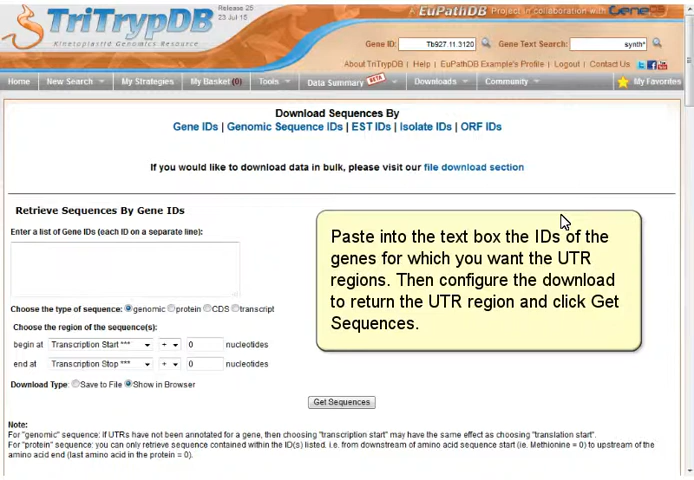 TriTrypDB
Kinetoplastid Genomics Resource
Release 25
23 Jul 15
A EuPathDB Project in collaboration with GeneDB
Gene ID: Tb927.11.3120 Gene Text Search: synth*
About TriTrypDB | Help | EuPathDB Example's Profile | Logout | Contact Us
Home New Search My Strategies My Basket (0) Tools Data Summary BETA Downloads Community My Favorites
Download Sequences By
Gene IDs | Genomic Sequence IDs | EST IDs | Isolate IDs | ORF IDs
If you would like to download data in bulk, please visit our file download section
Retrieve Sequences By Gene IDs
Enter a list of Gene IDs (each ID on a separate line):
Choose the type of sequence: genomic protein CDS transcript
Choose the region of the sequence(s):
begin at Transcription Start *** + 0 nucleotides
end at Transcription Stop *** + 0 nucleotides
Download Type: Save to File Show in Browser
Get Sequences
Paste into the text box the IDs of the
genes for which you want the UTR
regions. Then configure the download
to return the UTR region and click Get
Sequences.
Note:
For "genomic" sequence: If UTRs have not been annotated for a gene, then choosing "transcription start" may have the same effect as choosing "translation start".
For "protein" sequence: you can only retrieve sequence contained within the ID(s) listed. i.e. from downstream of amino acid sequence start (ie. Methionine = 0) to upstream of the
amino acid end (last amino acid in the protein = 0).